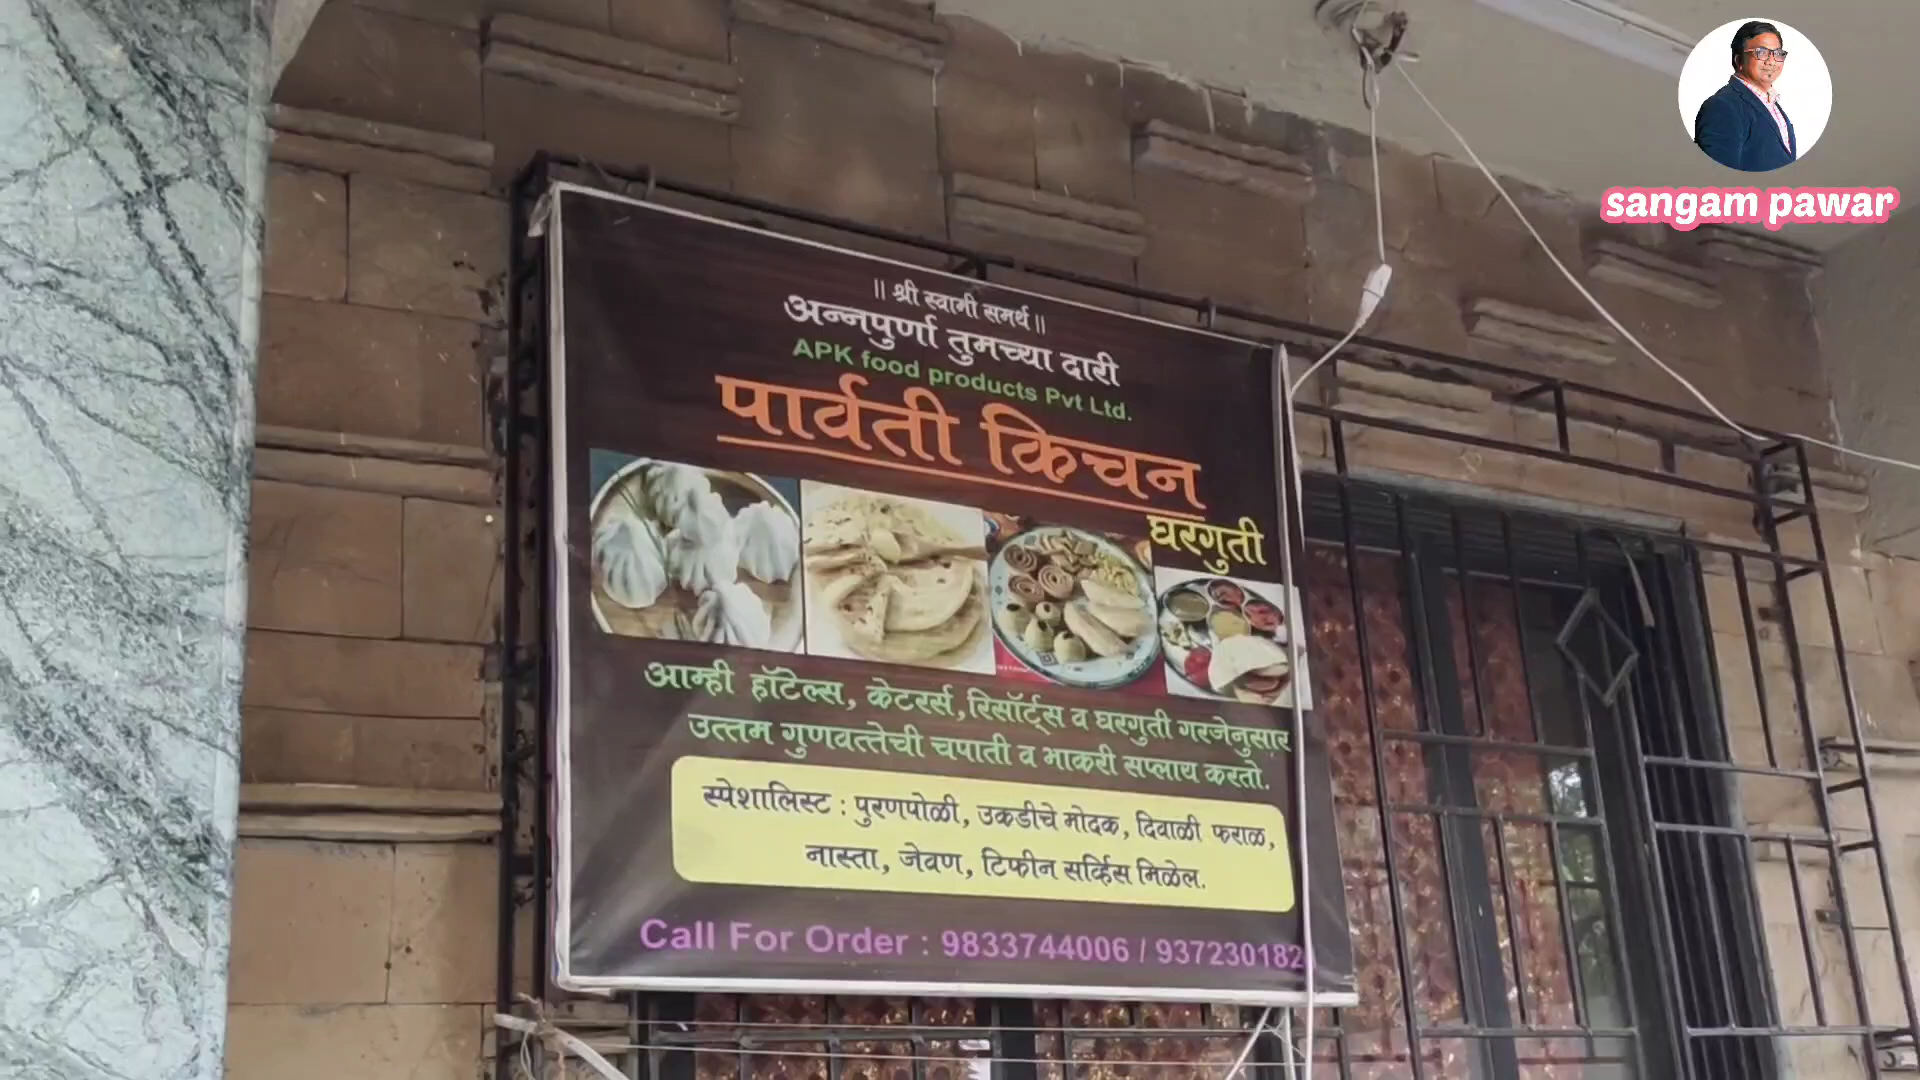 sangam pawar
॥ श्री स्वामी समर्थ ॥
अन्नपुर्णा तुमच्या दारी
APK food products Pvt Ltd.
पार्वती किचन
घरगुती
आम्ही हॉटेल्स, केटरर्स, रिसॉर्ट्स व घरगुती गरजेनुसार
उत्तम गुणवत्तेची चपाती व भाकरी सप्लाय करतो.
स्पेशालिस्ट : पुरणपोळी, उकडीचे मोदक, दिवाळी फराळ,
नास्ता, जेवण, टिफीन सर्व्हिस मिळेल.
Call For Order : 9833744006 /